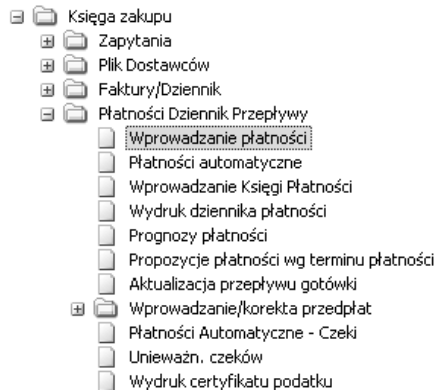 Księga zakupu
Zapytania
Plik Dostawców
Faktury/Dziennik
Płatności Dziennik Przepływy
Wprowadzanie płatności
Płatności automatyczne
Wprowadzanie Księgi Płatności
Wydruk dziennika płatności
Prognozy płatności
Propozycje płatności wg terminu płatności
Aktualizacja przepływu gotówki
Wprowadzanie/korekta przedpłat
Płatności Automatyczne - Czeki
Unieważn. czeków
Wydruk certyfikatu podatku